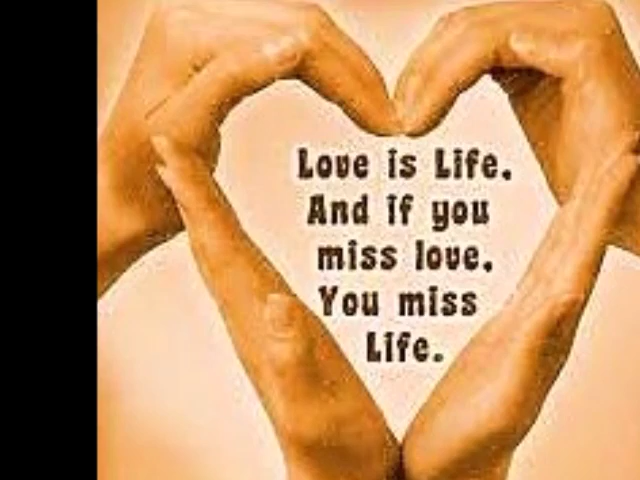 Love is Life.
And if you
miss love.
You miss
Life.